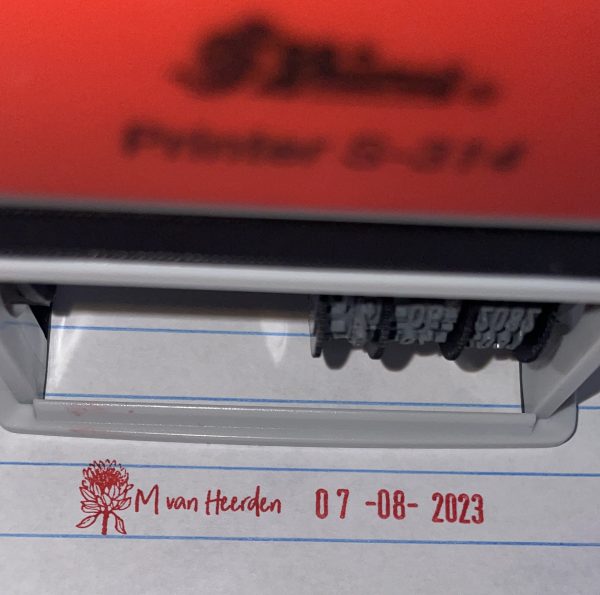 Shiny
Printer S-314
M van Heerden 07 -08- 2023